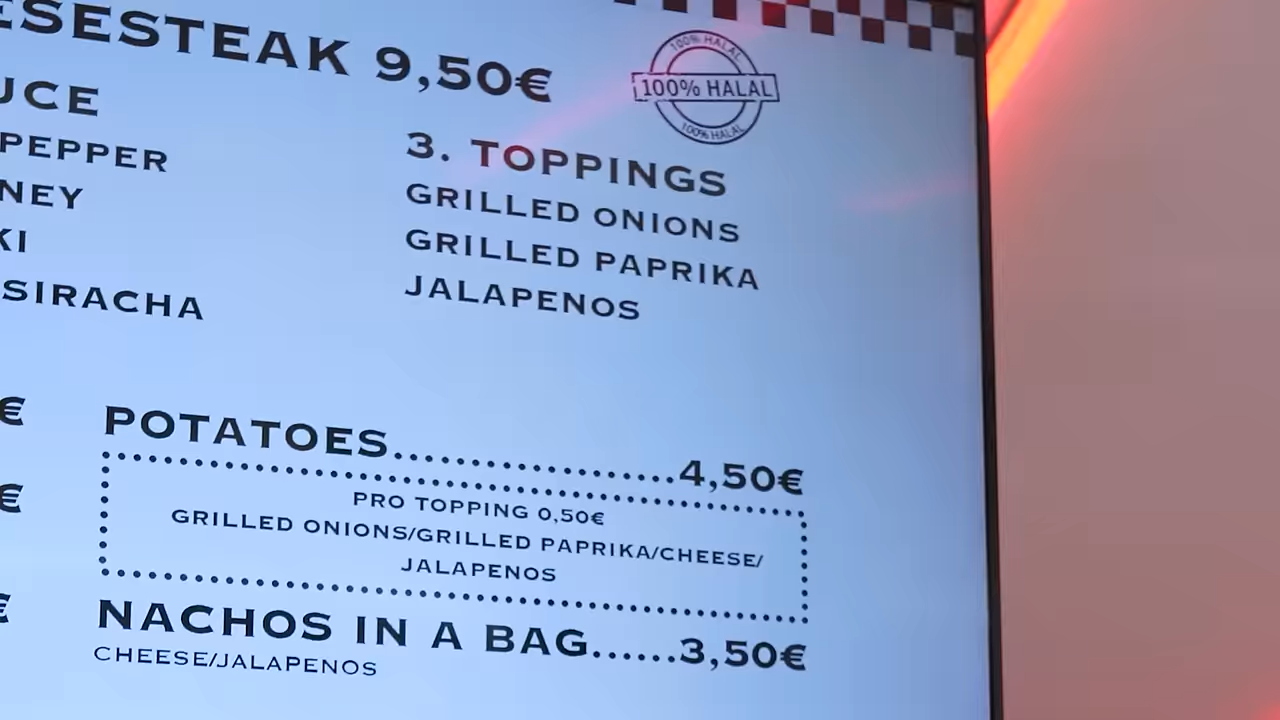 ESESTEAK 9,50€
100% HALAL
100% HALAL
100% HALAL
UCE
PEPPER
NEY
KI
SIRACHA
3. TOPPINGS
GRILLED ONIONS
GRILLED PAPRIKA
JALAPENOS
€
€
€
POTATOES......................4,50€
PRO TOPPING 0,50€
GRILLED ONIONS/GRILLED PAPRIKA/CHEESE/
JALAPENOS
NACHOS IN A BAG......3,50€
CHEESE/JALAPENOS